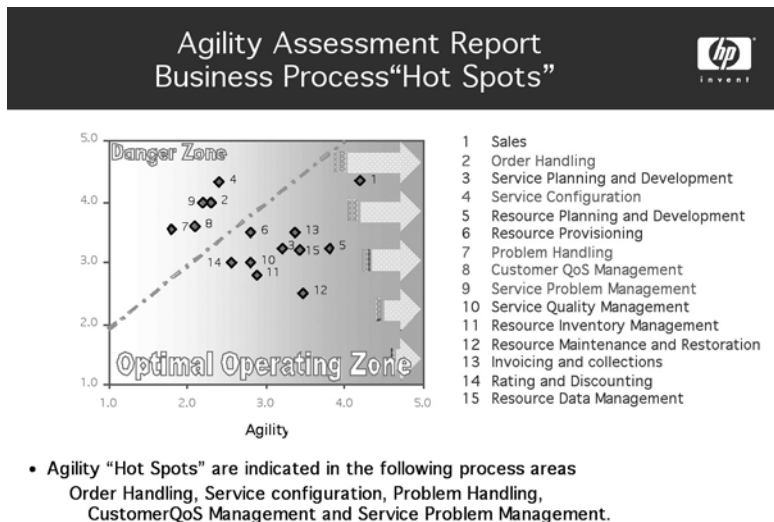 Agility Assessment Report
Business Process“Hot Spots”
hp
invent
5.0
4.0
3.0
2.0
1.0
Danger Zone
4
1
9
2
7
8
6
13
3
15
5
14
10
11
12
Optimal Operating Zone
1.0 2.0 3.0 4.0 5.0
Agility
1 Sales
2 Order Handling
3 Service Planning and Development
4 Service Configuration
5 Resource Planning and Development
6 Resource Provisioning
7 Problem Handling
8 Customer QoS Management
9 Service Problem Management
10 Service Quality Management
11 Resource Inventory Management
12 Resource Maintenance and Restoration
13 Invoicing and collections
14 Rating and Discounting
15 Resource Data Management
• Agility “Hot Spots” are indicated in the following process areas
Order Handling, Service configuration, Problem Handling,
CustomerQoS Management and Service Problem Management.